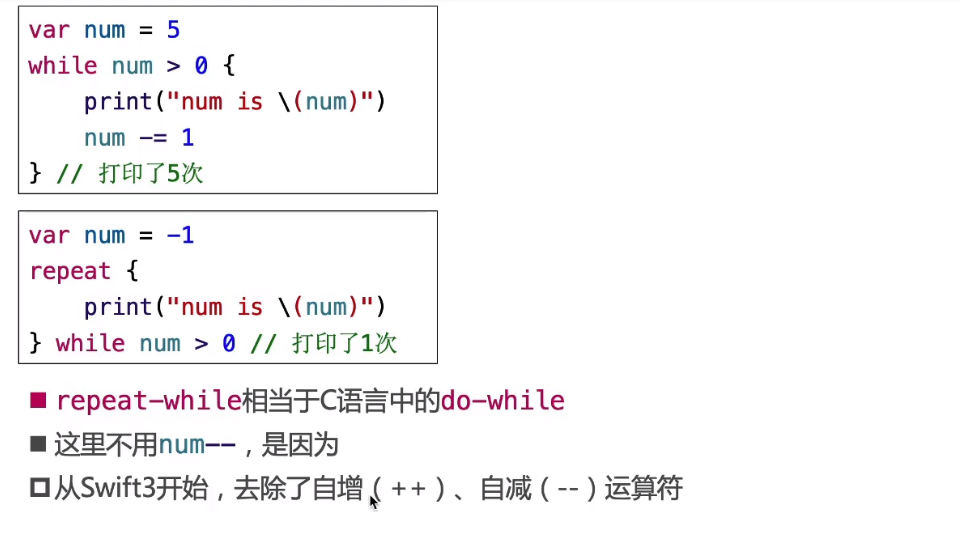 var num = 5
while num > 0 {
    print("num is \(num)")
    num -= 1
} // 打印了5次
var num = -1
repeat {
    print("num is \(num)")
} while num > 0 // 打印了1次
repeat-while相当于C语言中的do-while
这里不用num--，是因为
从Swift3开始，去除了自增（++）、自减（--）运算符